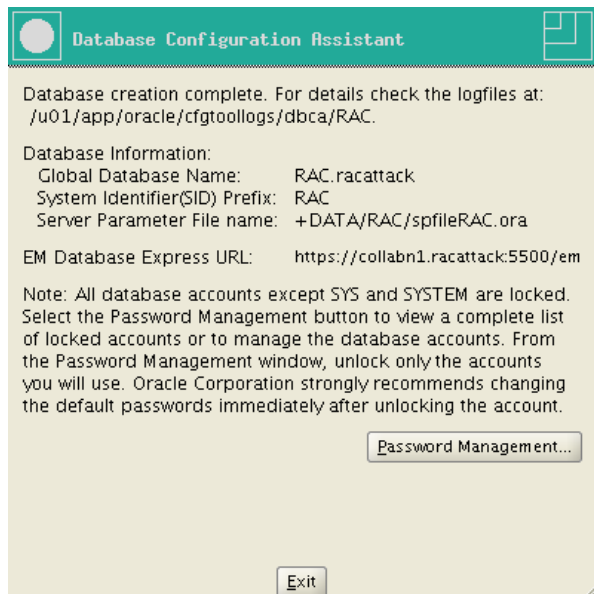 Database Configuration Assistant
Database creation complete. For details check the logfiles at:
/u01/app/oracle/cfgtoollogs/dbca/RAC.
Database Information:
Global Database Name: RAC.racattack
System Identifier(SID) Prefix: RAC
Server Parameter File name: +DATA/RAC/spfileRAC.ora
EM Database Express URL: https://collabn1.racattack:5500/em
Note: All database accounts except SYS and SYSTEM are locked.
Select the Password Management button to view a complete list
of locked accounts or to manage the database accounts. From
the Password Management window, unlock only the accounts
you will use. Oracle Corporation strongly recommends changing
the default passwords immediately after unlocking the account.
Password Management...
Exit